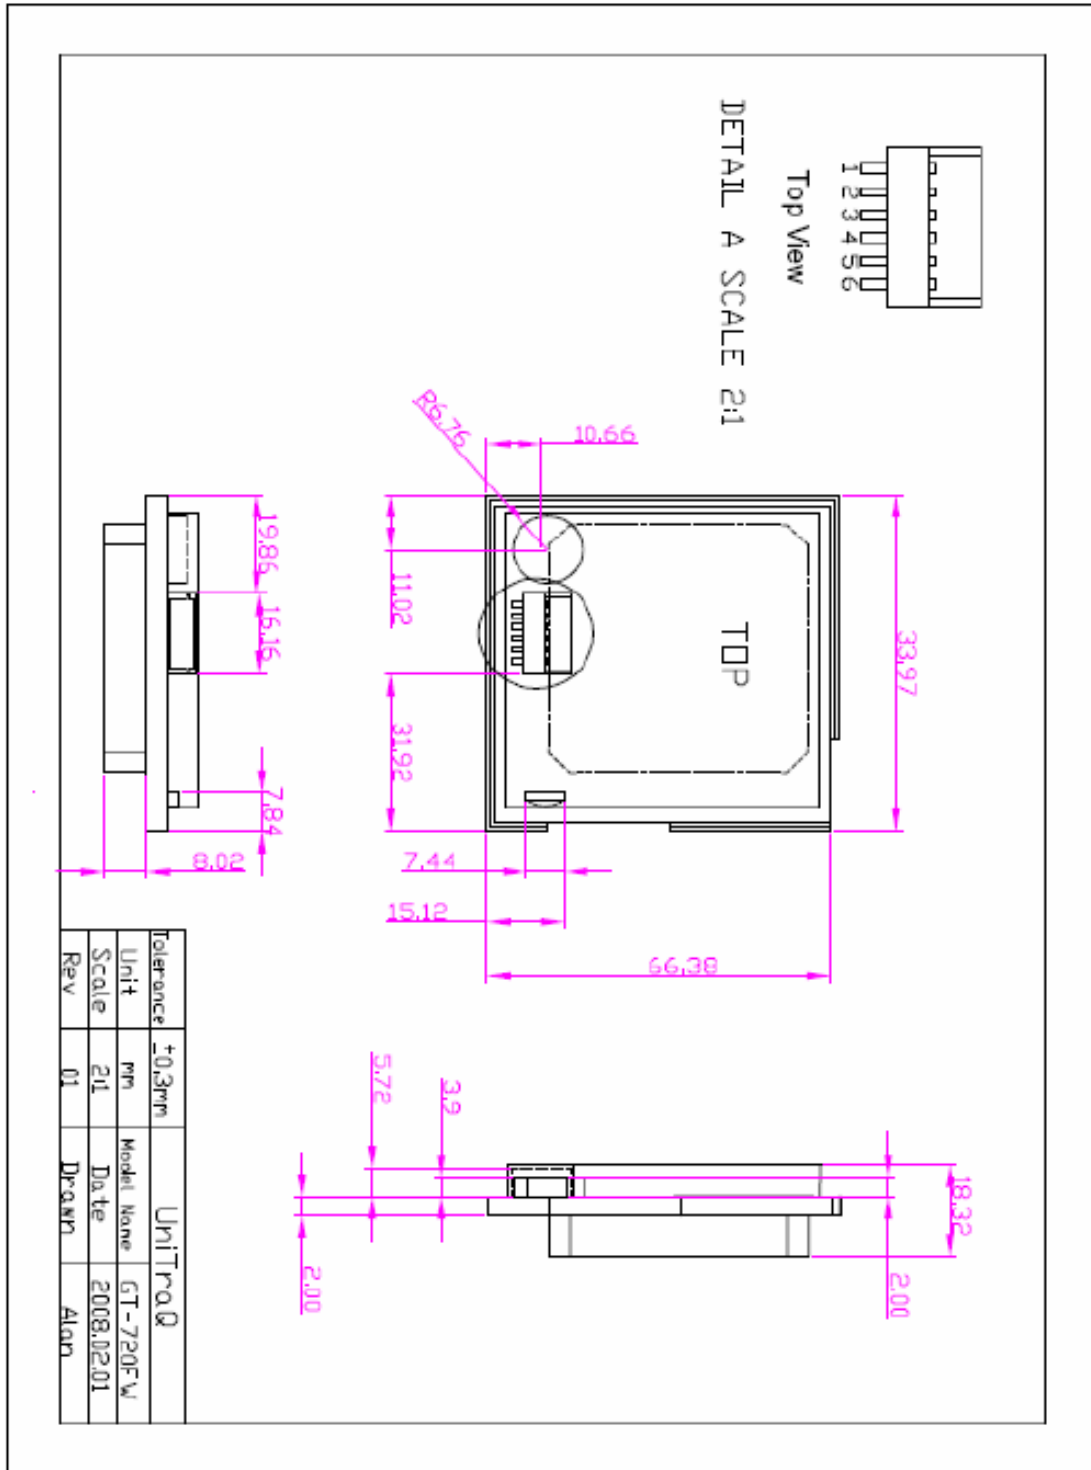 1 2 3 4 5 6
Top View
DETAIL A SCALE 2:1
R6,76
10,66
11,02
31,92
33,97
TOP
7,44
15,12
66,38
19,86
16,16
7,84
8,02
5,72
3,9
2,00
18,32
2,00
Tolerance ±0,3mm UniTraQ
Unit mm Model Name GT-720FW
Scale 2:1 Date 2008.02.01
Rev 01 Drawn Alan